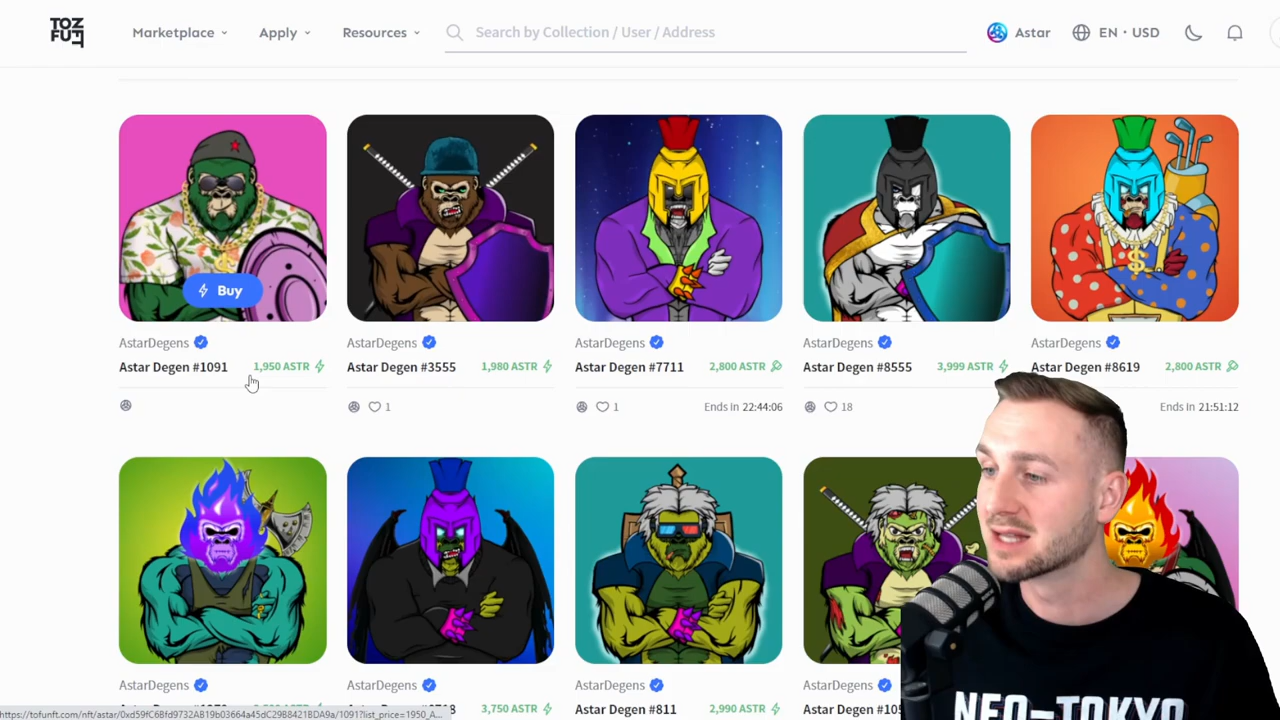 TOZ
FUF
Marketplace
Apply
Resources
Search by Collection / User / Address
Astar
EN · USD
Buy
AstarDegens
AstarDegens
AstarDegens
AstarDegens
AstarDegens
Astar Degen #1091 1,950 ASTR
Astar Degen #3555 1,980 ASTR
Astar Degen #7711 2,800 ASTR
Astar Degen #8555 3,999 ASTR
Astar Degen #8619 2,800 ASTR
1
1 Ends in 22:44:06
18
Ends in 21:51:12
$
AstarDegens
AstarDegens
AstarDegens
AstarDegens
3,750 ASTR
Astar Degen #811 2,990 ASTR
NEO-TOKYO